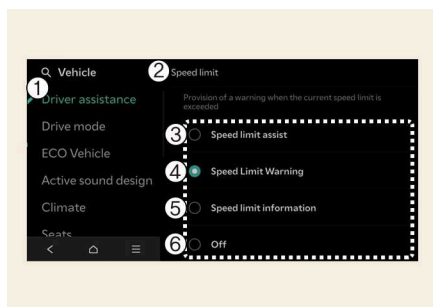 Vehicle
1
Driver assistance
Drive mode
ECO Vehicle
Active sound design
Climate
Seats
2 Speed limit
Provision of a warning when the current speed limit is
exceeded
3 Speed limit assist
4 Speed Limit Warning
5 Speed limit information
6 Off